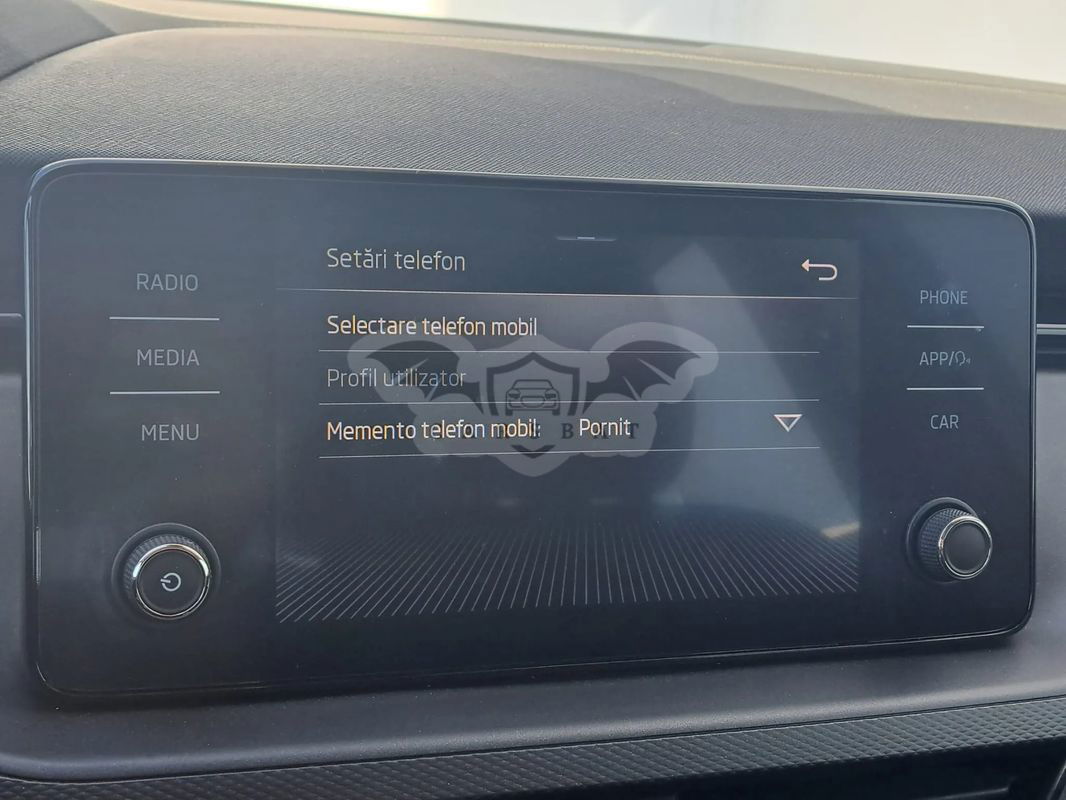 RADIO
MEDIA
MENU
Setări telefon
Selectare telefon mobil
Profil utilizator
Memento telefon mobil: Pornit
PHONE
APP/
CAR